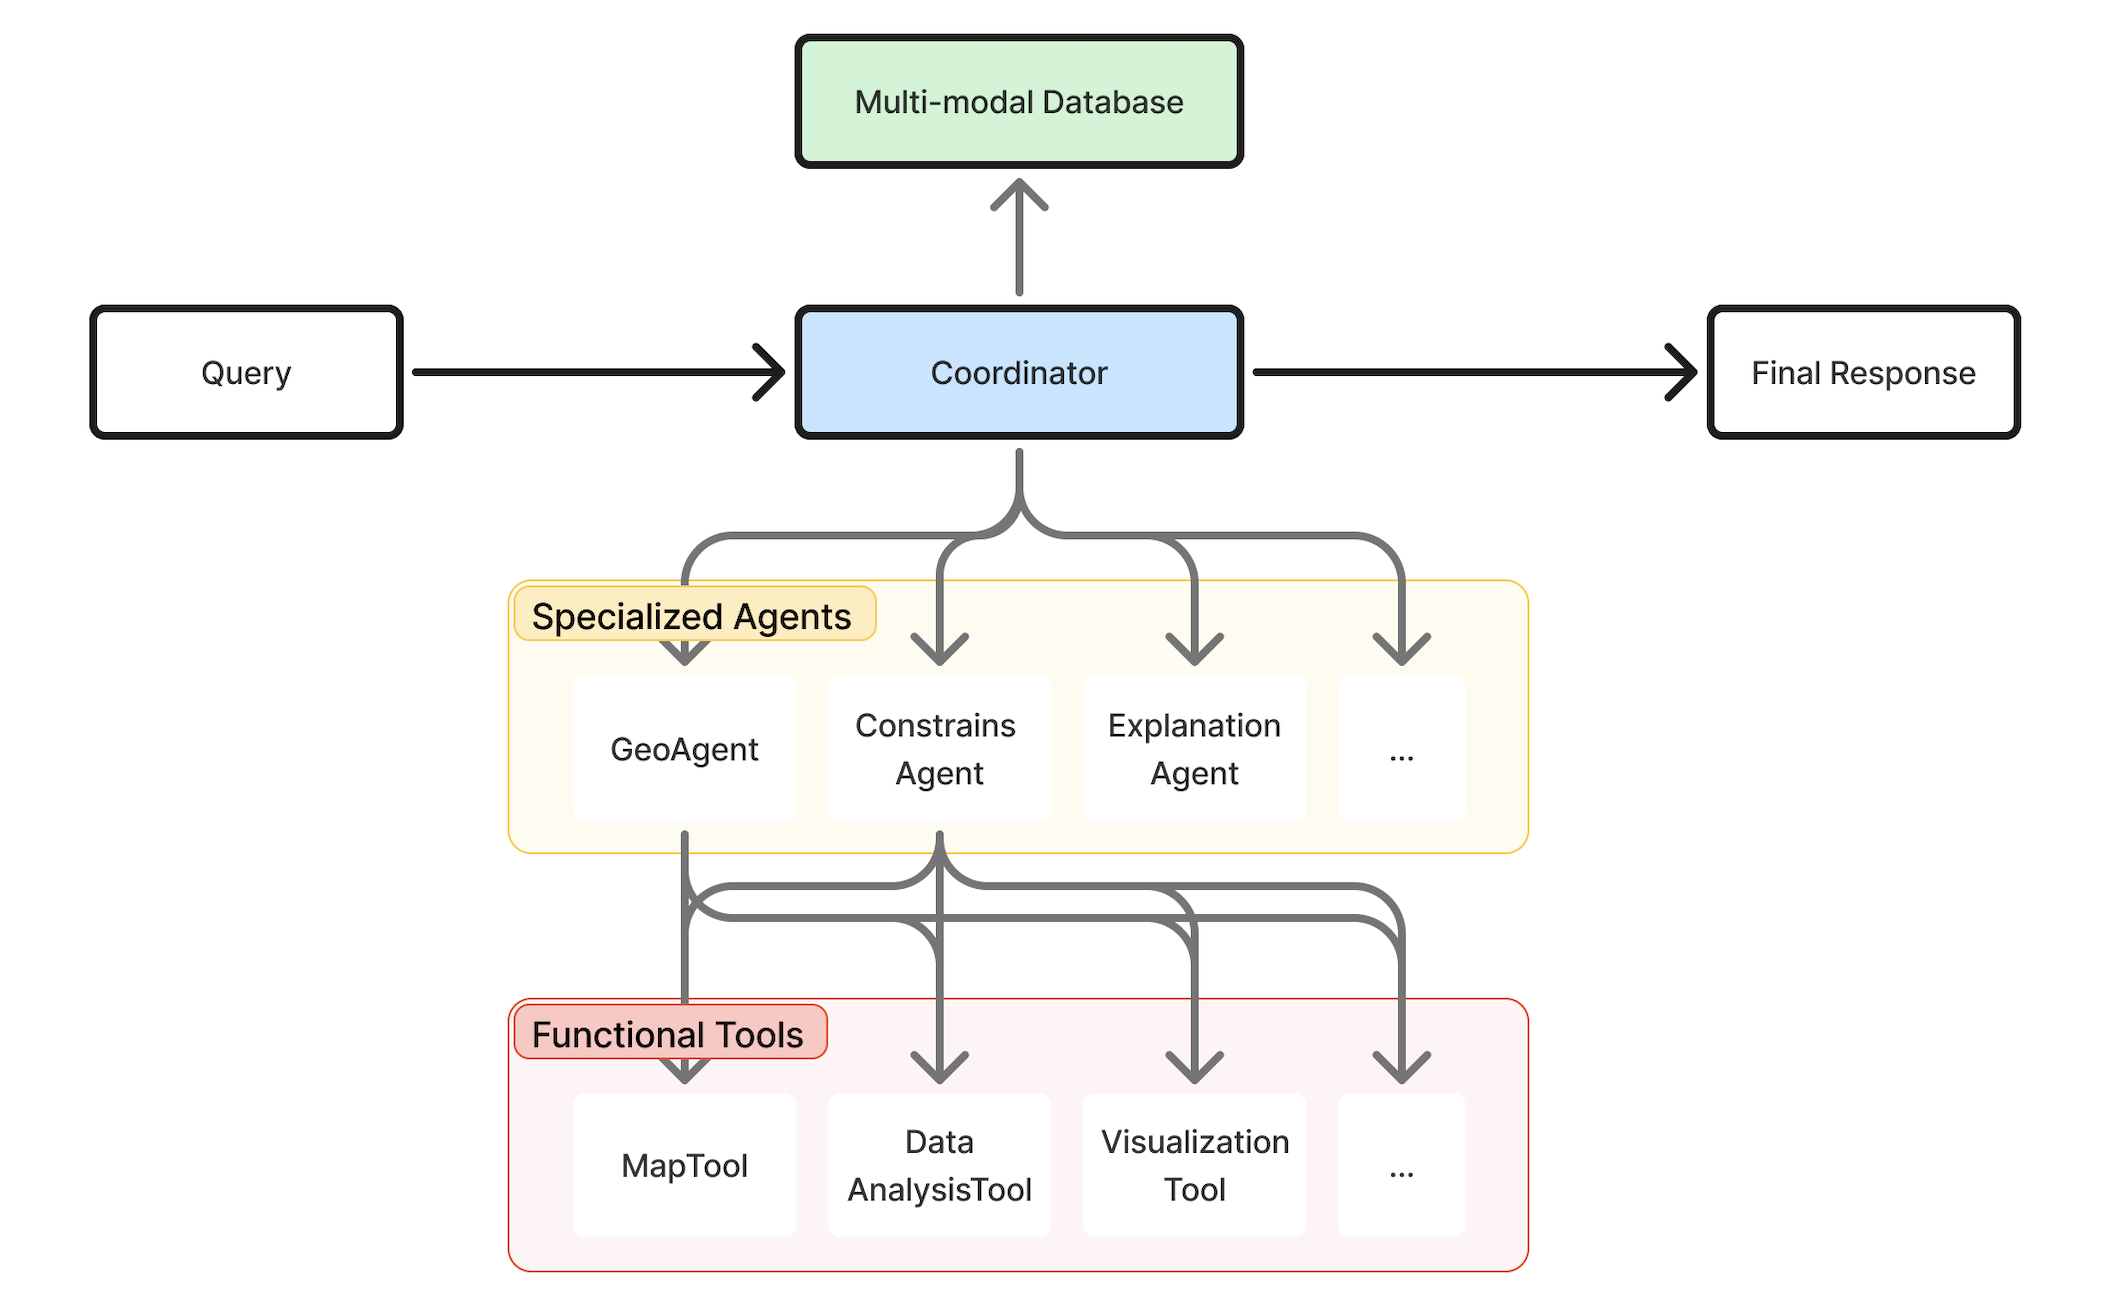 Multi-modal Database
Query
Coordinator
Final Response
Specialized Agents
GeoAgent
Constrains
Agent
Explanation
Agent
...
Functional Tools
MapTool
Data
AnalysisTool
Visualization
Tool
...